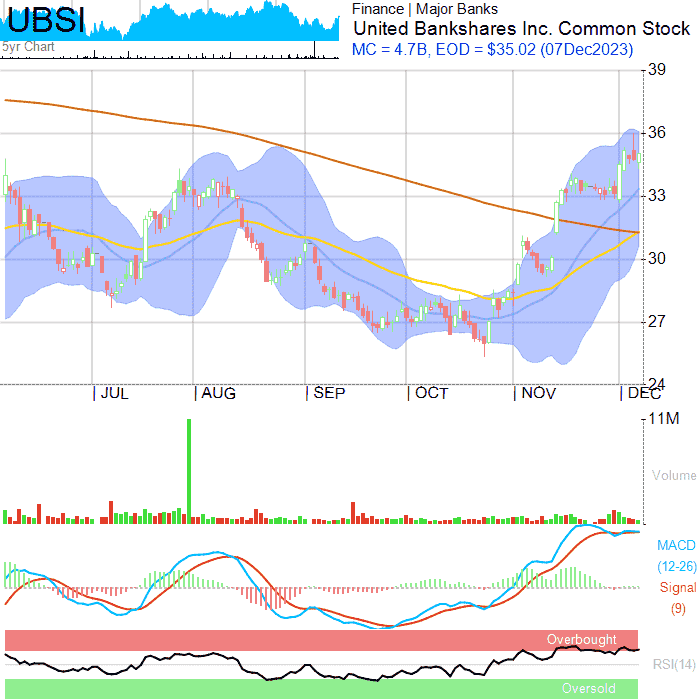 UBSI
5yr Chart
Finance | Major Banks
United Bankshares Inc. Common Stock
MC = 4.7B, EOD = $35.02 (07Dec2023)
39
36
33
30
27
24
JUL AUG SEP OCT NOV DEC
11M
Volume
MACD
(12-26)
Signal
(9)
Overbought
RSI(14)
Oversold